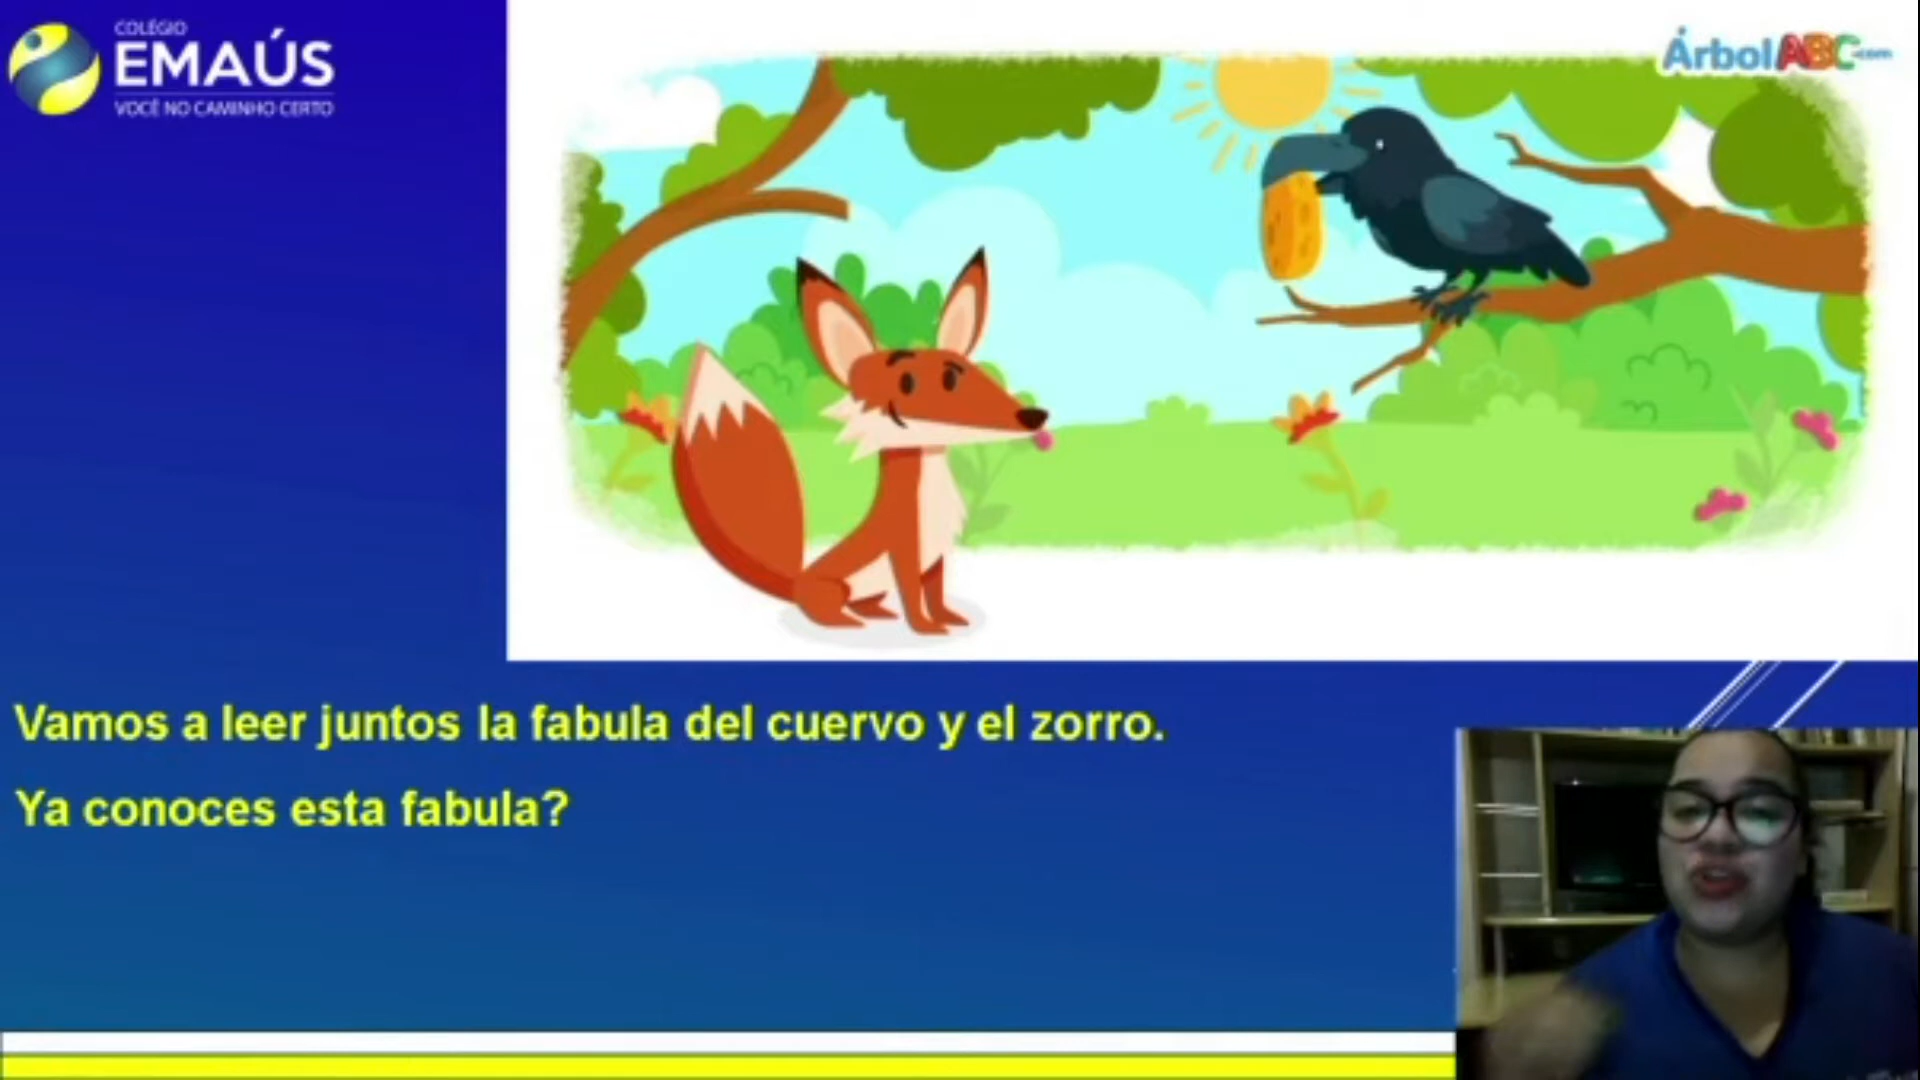 COLÉGIO
EMAÚS
VOCÊ NO CAMINHO CERTO
ÁrbolABC.com
Vamos a leer juntos la fabula del cuervo y el zorro.
Ya conoces esta fabula?